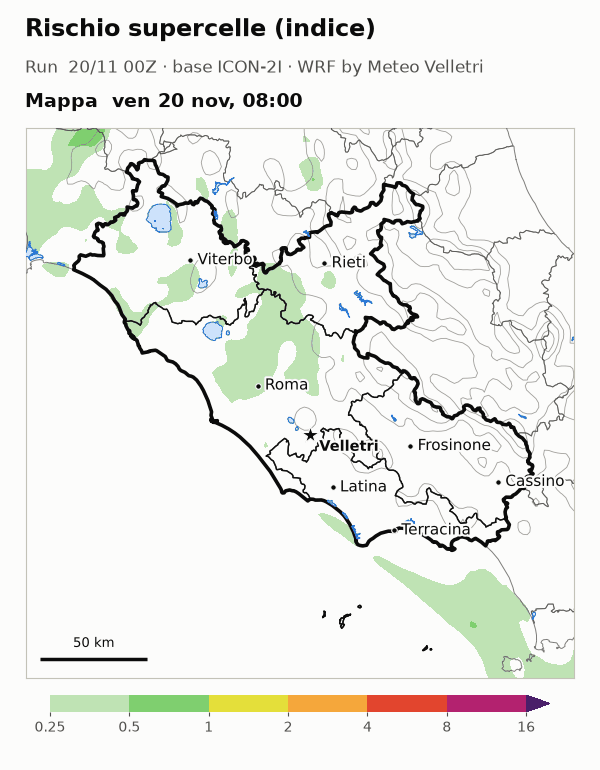 Rischio supercelle (indice)
Run  20/11 00Z · base ICON-2I · WRF by Meteo Velletri
Mappa  ven 20 nov, 08:00
Viterbo
Rieti
Roma
Velletri
Frosinone
Cassino
Latina
Terracina
50 km
0.25
0.5
1
2
4
8
16